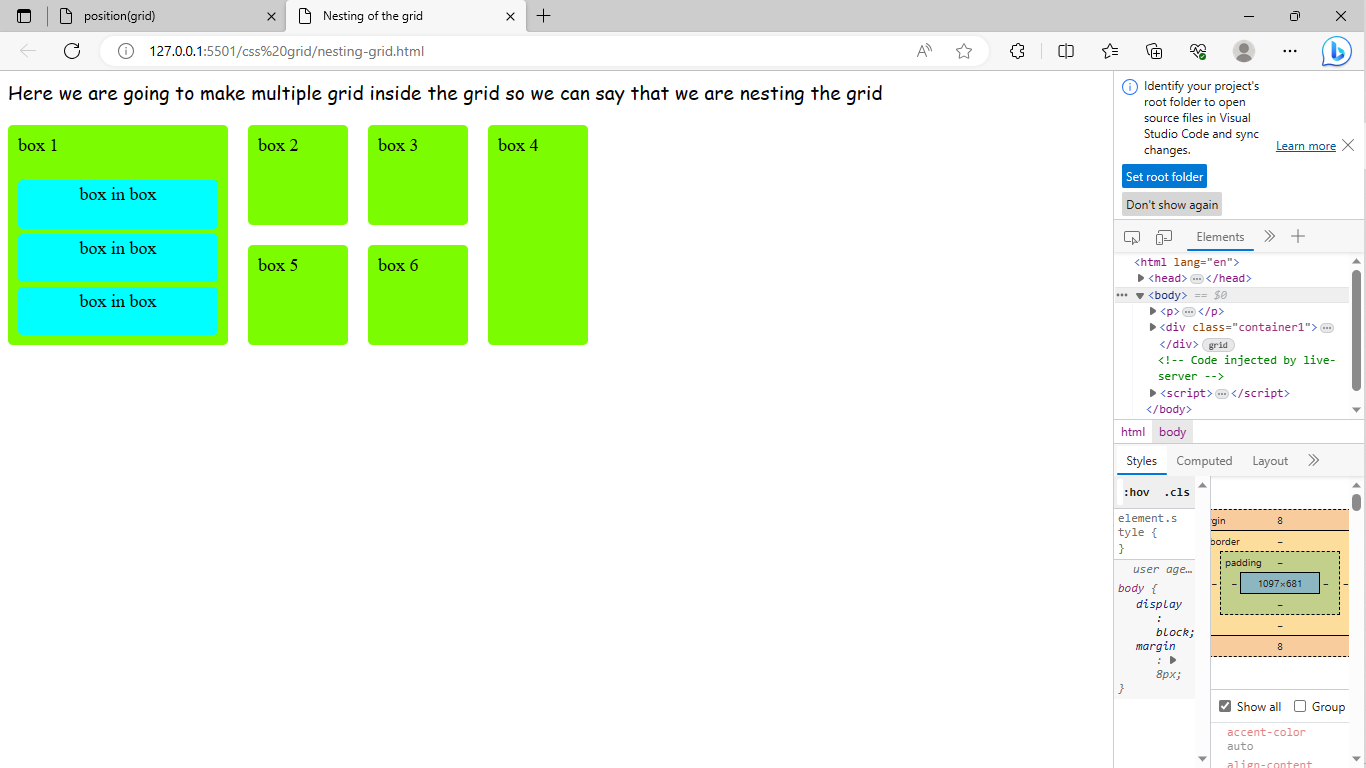 position(grid)
Nesting of the grid
127.0.0.1:5501/css%20grid/nesting-grid.html
Here we are going to make multiple grid inside the grid so we can say that we are nesting the grid
box 1
box in box
box in box
box in box
box 2
box 3
box 4
box 5
box 6
Identify your project's
root folder to open
source files in Visual
Studio Code and sync
changes.
Learn more
Set root folder
Don't show again
Elements
<html lang="en">
<head> ⋯ </head>
<body> == $0
<p> ⋯ </p>
<div class="container1"> ⋯
</div> grid
<!-- Code injected by live-
server -->
<script> ⋯ </script>
</body>
html body
Styles Computed Layout
:hov .cls
element.s
tyle {
}
user age…
body {
display
:
block;
margin
:
8px;
}
gin 8
border –
padding –
– – 1097×681 – –
–
–
8
Show all Group
accent-color
auto
align-content